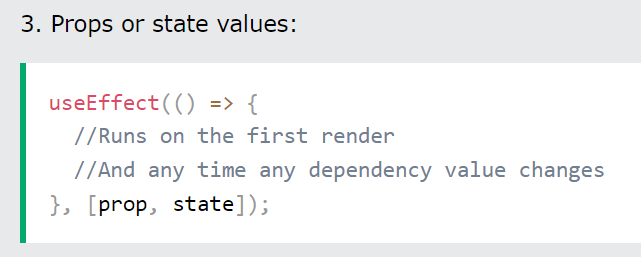 3. Props or state values:
useEffect(() => {
  //Runs on the first render
  //And any time any dependency value changes
}, [prop, state]);